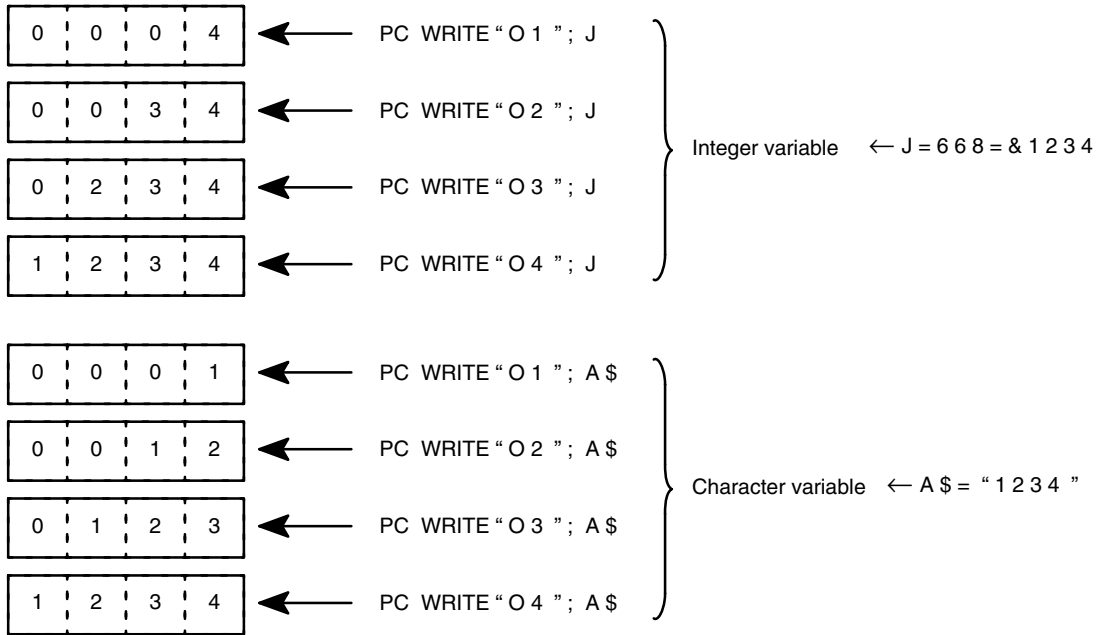 0 0 0 4 PC WRITE “ O 1 ” ; J
0 0 3 4 PC WRITE “ O 2 ” ; J
Integer variable ← J = 6 6 8 = & 1 2 3 4
0 2 3 4 PC WRITE “ O 3 ” ; J
1 2 3 4 PC WRITE “ O 4 ” ; J
0 0 0 1 PC WRITE “ O 1 ” ; A $
0 0 1 2 PC WRITE “ O 2 ” ; A $
Character variable ← A $ = “ 1 2 3 4 ”
0 1 2 3 PC WRITE “ O 3 ” ; A $
1 2 3 4 PC WRITE “ O 4 ” ; A $